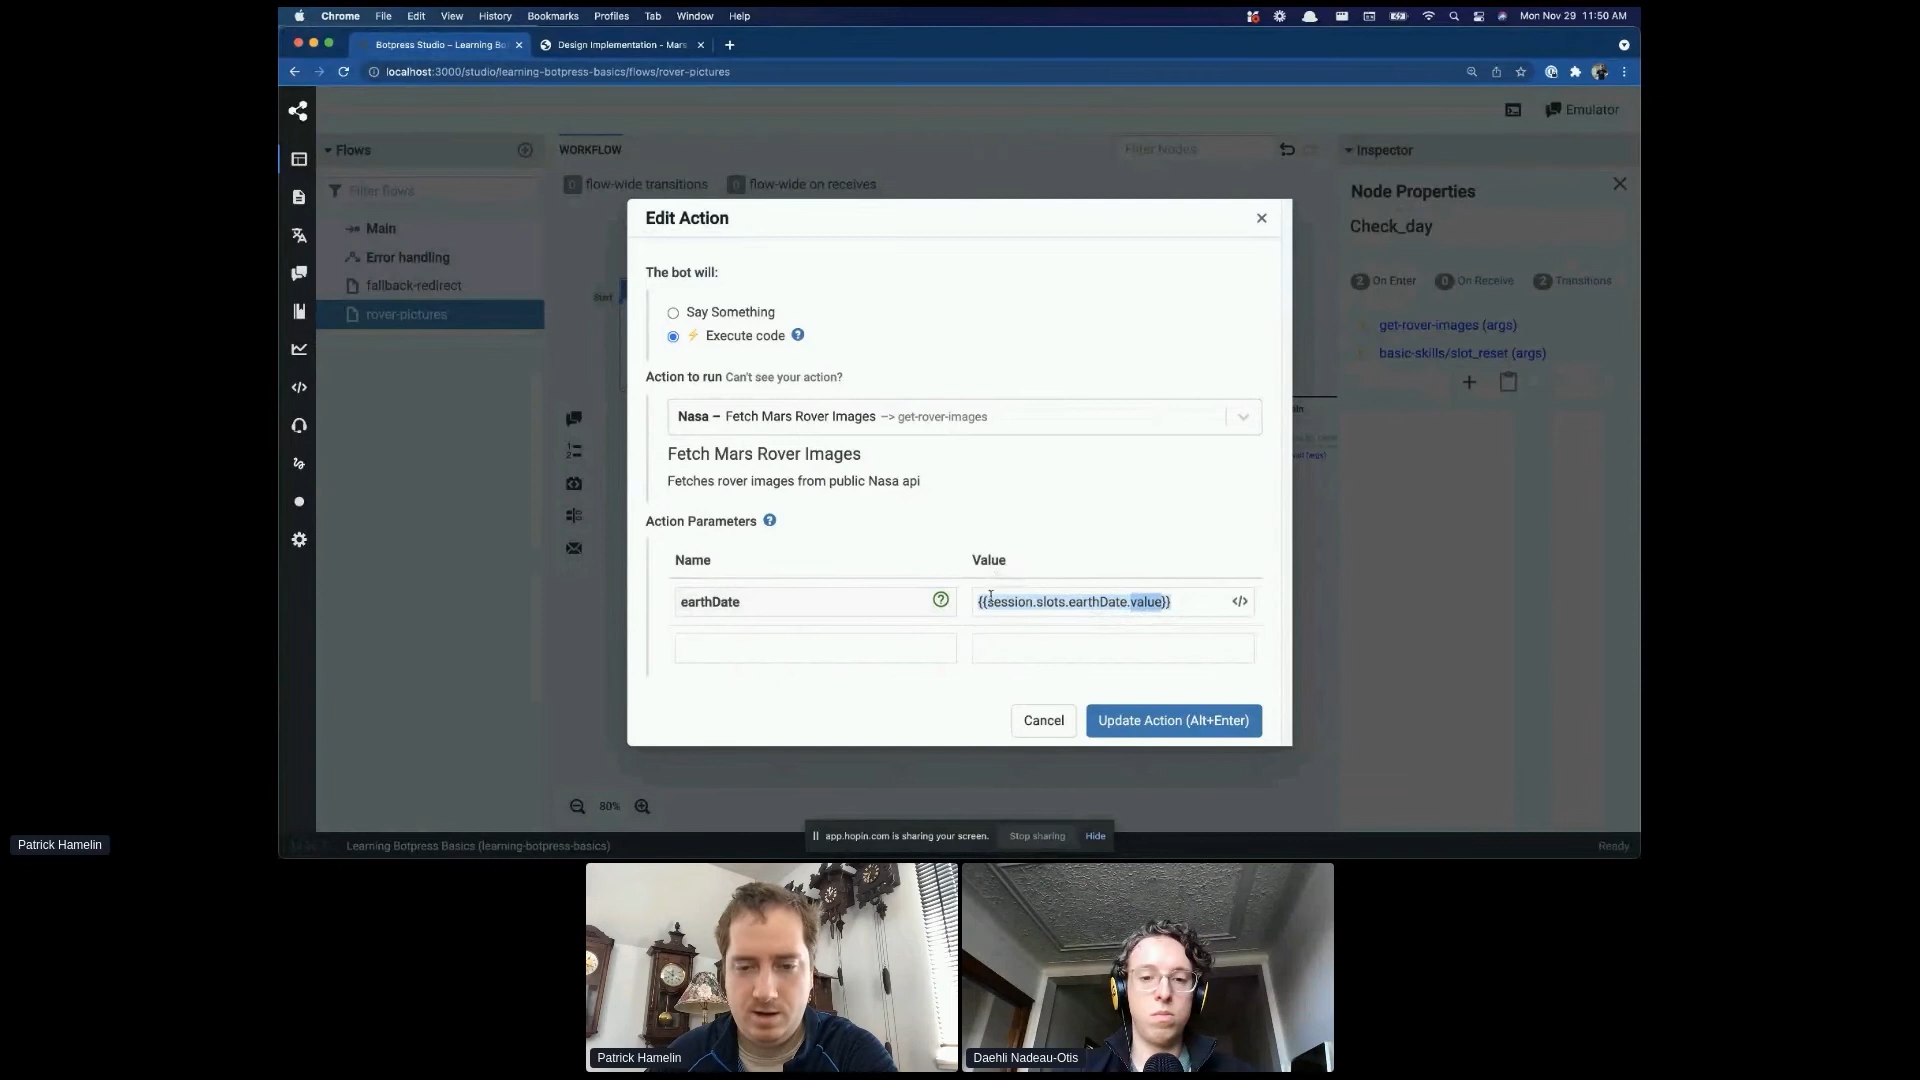 Chrome File Edit View History Bookmarks Profiles Tab Window Help Mon Nov 29 11:50 AM
Botpress Studio – Learning Bo Design Implementation - Mars
localhost:3000/studio/learning-botpress-basics/flows/rover-pictures
Emulator
Flows
WORKFLOW
Filter Nodes
Inspector
Filter flows
0 flow-wide transitions 0 flow-wide on receives
Node Properties
Check_day
Main
Error handling
fallback-redirect
rover-pictures
Start
2 On Enter 0 On Receive 2 Transitions
get-rover-images (args)
basic-skills/slot_reset (args)
Edit Action
The bot will:
Say Something
Execute code
Action to run Can't see your action?
Nasa – Fetch Mars Rover Images –> get-rover-images
Fetch Mars Rover Images
Fetches rover images from public Nasa api
Action Parameters
Name Value
earthDate {{session.slots.earthDate.value}}
Cancel Update Action (Alt+Enter)
80%
app.hopin.com is sharing your screen. Stop sharing Hide
Learning Botpress Basics (learning-botpress-basics) Ready
Patrick Hamelin
Patrick Hamelin
Daehli Nadeau-Otis